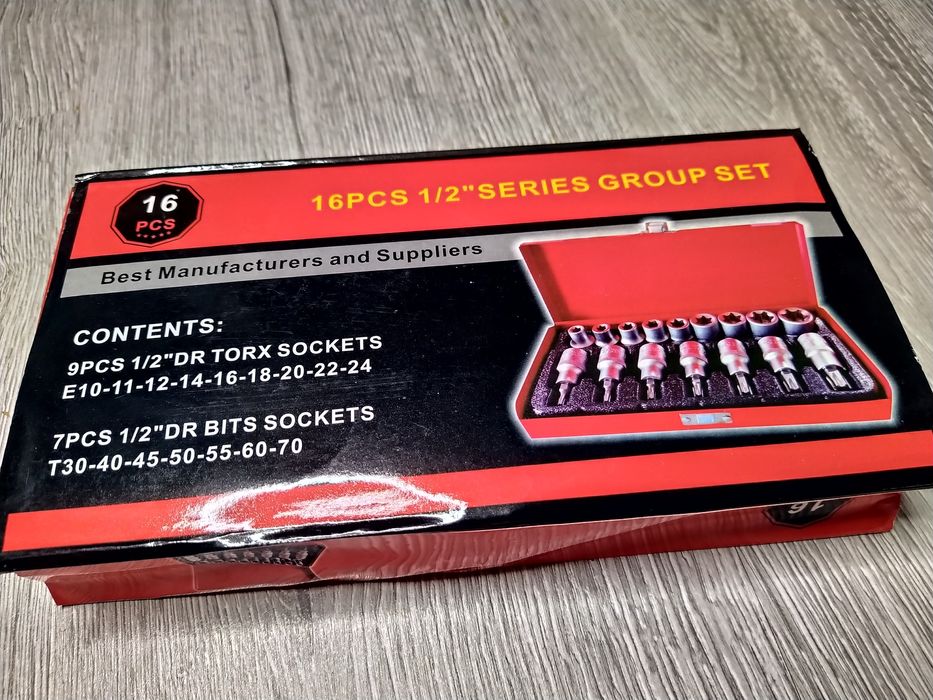 16
PCS
16PCS 1/2"SERIES GROUP SET
Best Manufacturers and Suppliers
CONTENTS:
9PCS 1/2"DR TORX SOCKETS
E10-11-12-14-16-18-20-22-24
7PCS 1/2"DR BITS SOCKETS
T30-40-45-50-55-60-70
16